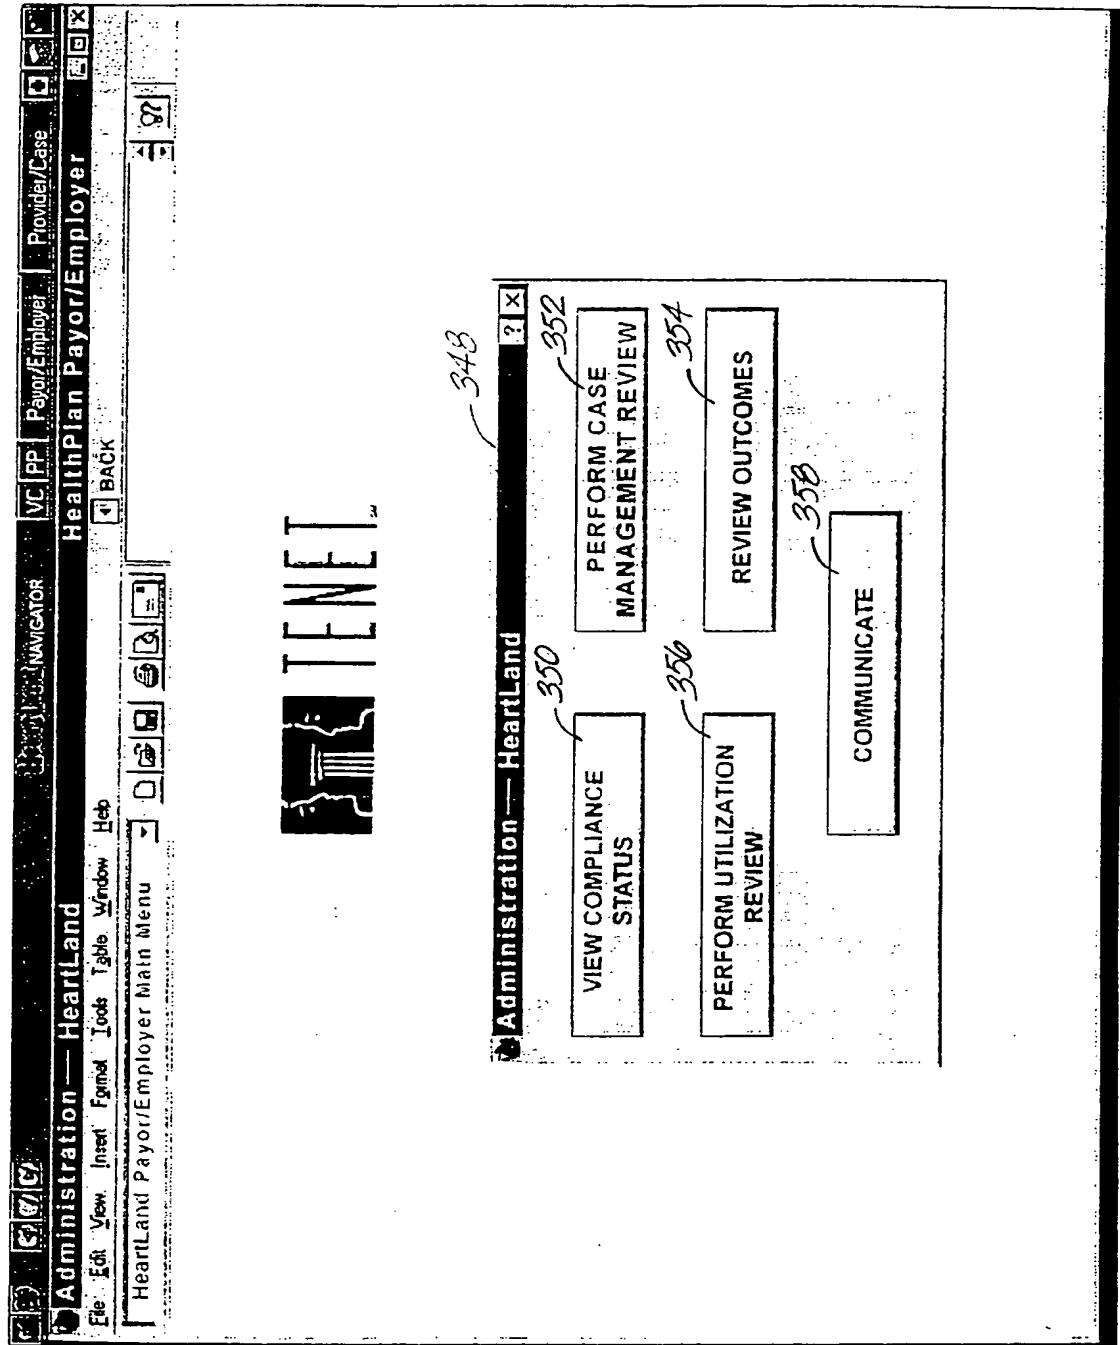 NAVIGATOR VC PP Payor/Employer Provider/Case
Administration — HeartLand HealthPlan Payor/Employer
File Edit View Insert Format Tools Table Window Help BACK
HeartLand Payor/Employer Main Menu
TENET
SM
348
Administration — HeartLand ? X
350 352
VIEW COMPLIANCE
STATUS
PERFORM CASE
MANAGEMENT REVIEW
356 354
PERFORM UTILIZATION
REVIEW
REVIEW OUTCOMES
358
COMMUNICATE